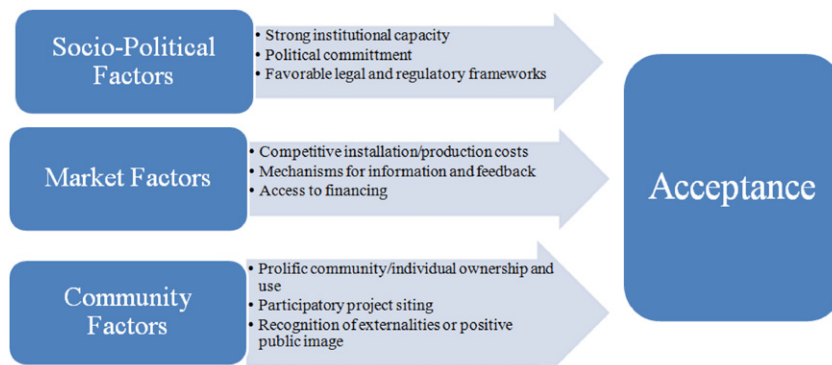 Socio-Political
Factors
• Strong institutional capacity
• Political committment
• Favorable legal and regulatory frameworks
Market Factors
• Competitive installation/production costs
• Mechanisms for information and feedback
• Access to financing
Community
Factors
• Prolific community/individual ownership and
use
• Participatory project siting
• Recognition of externalities or positive
public image
Acceptance